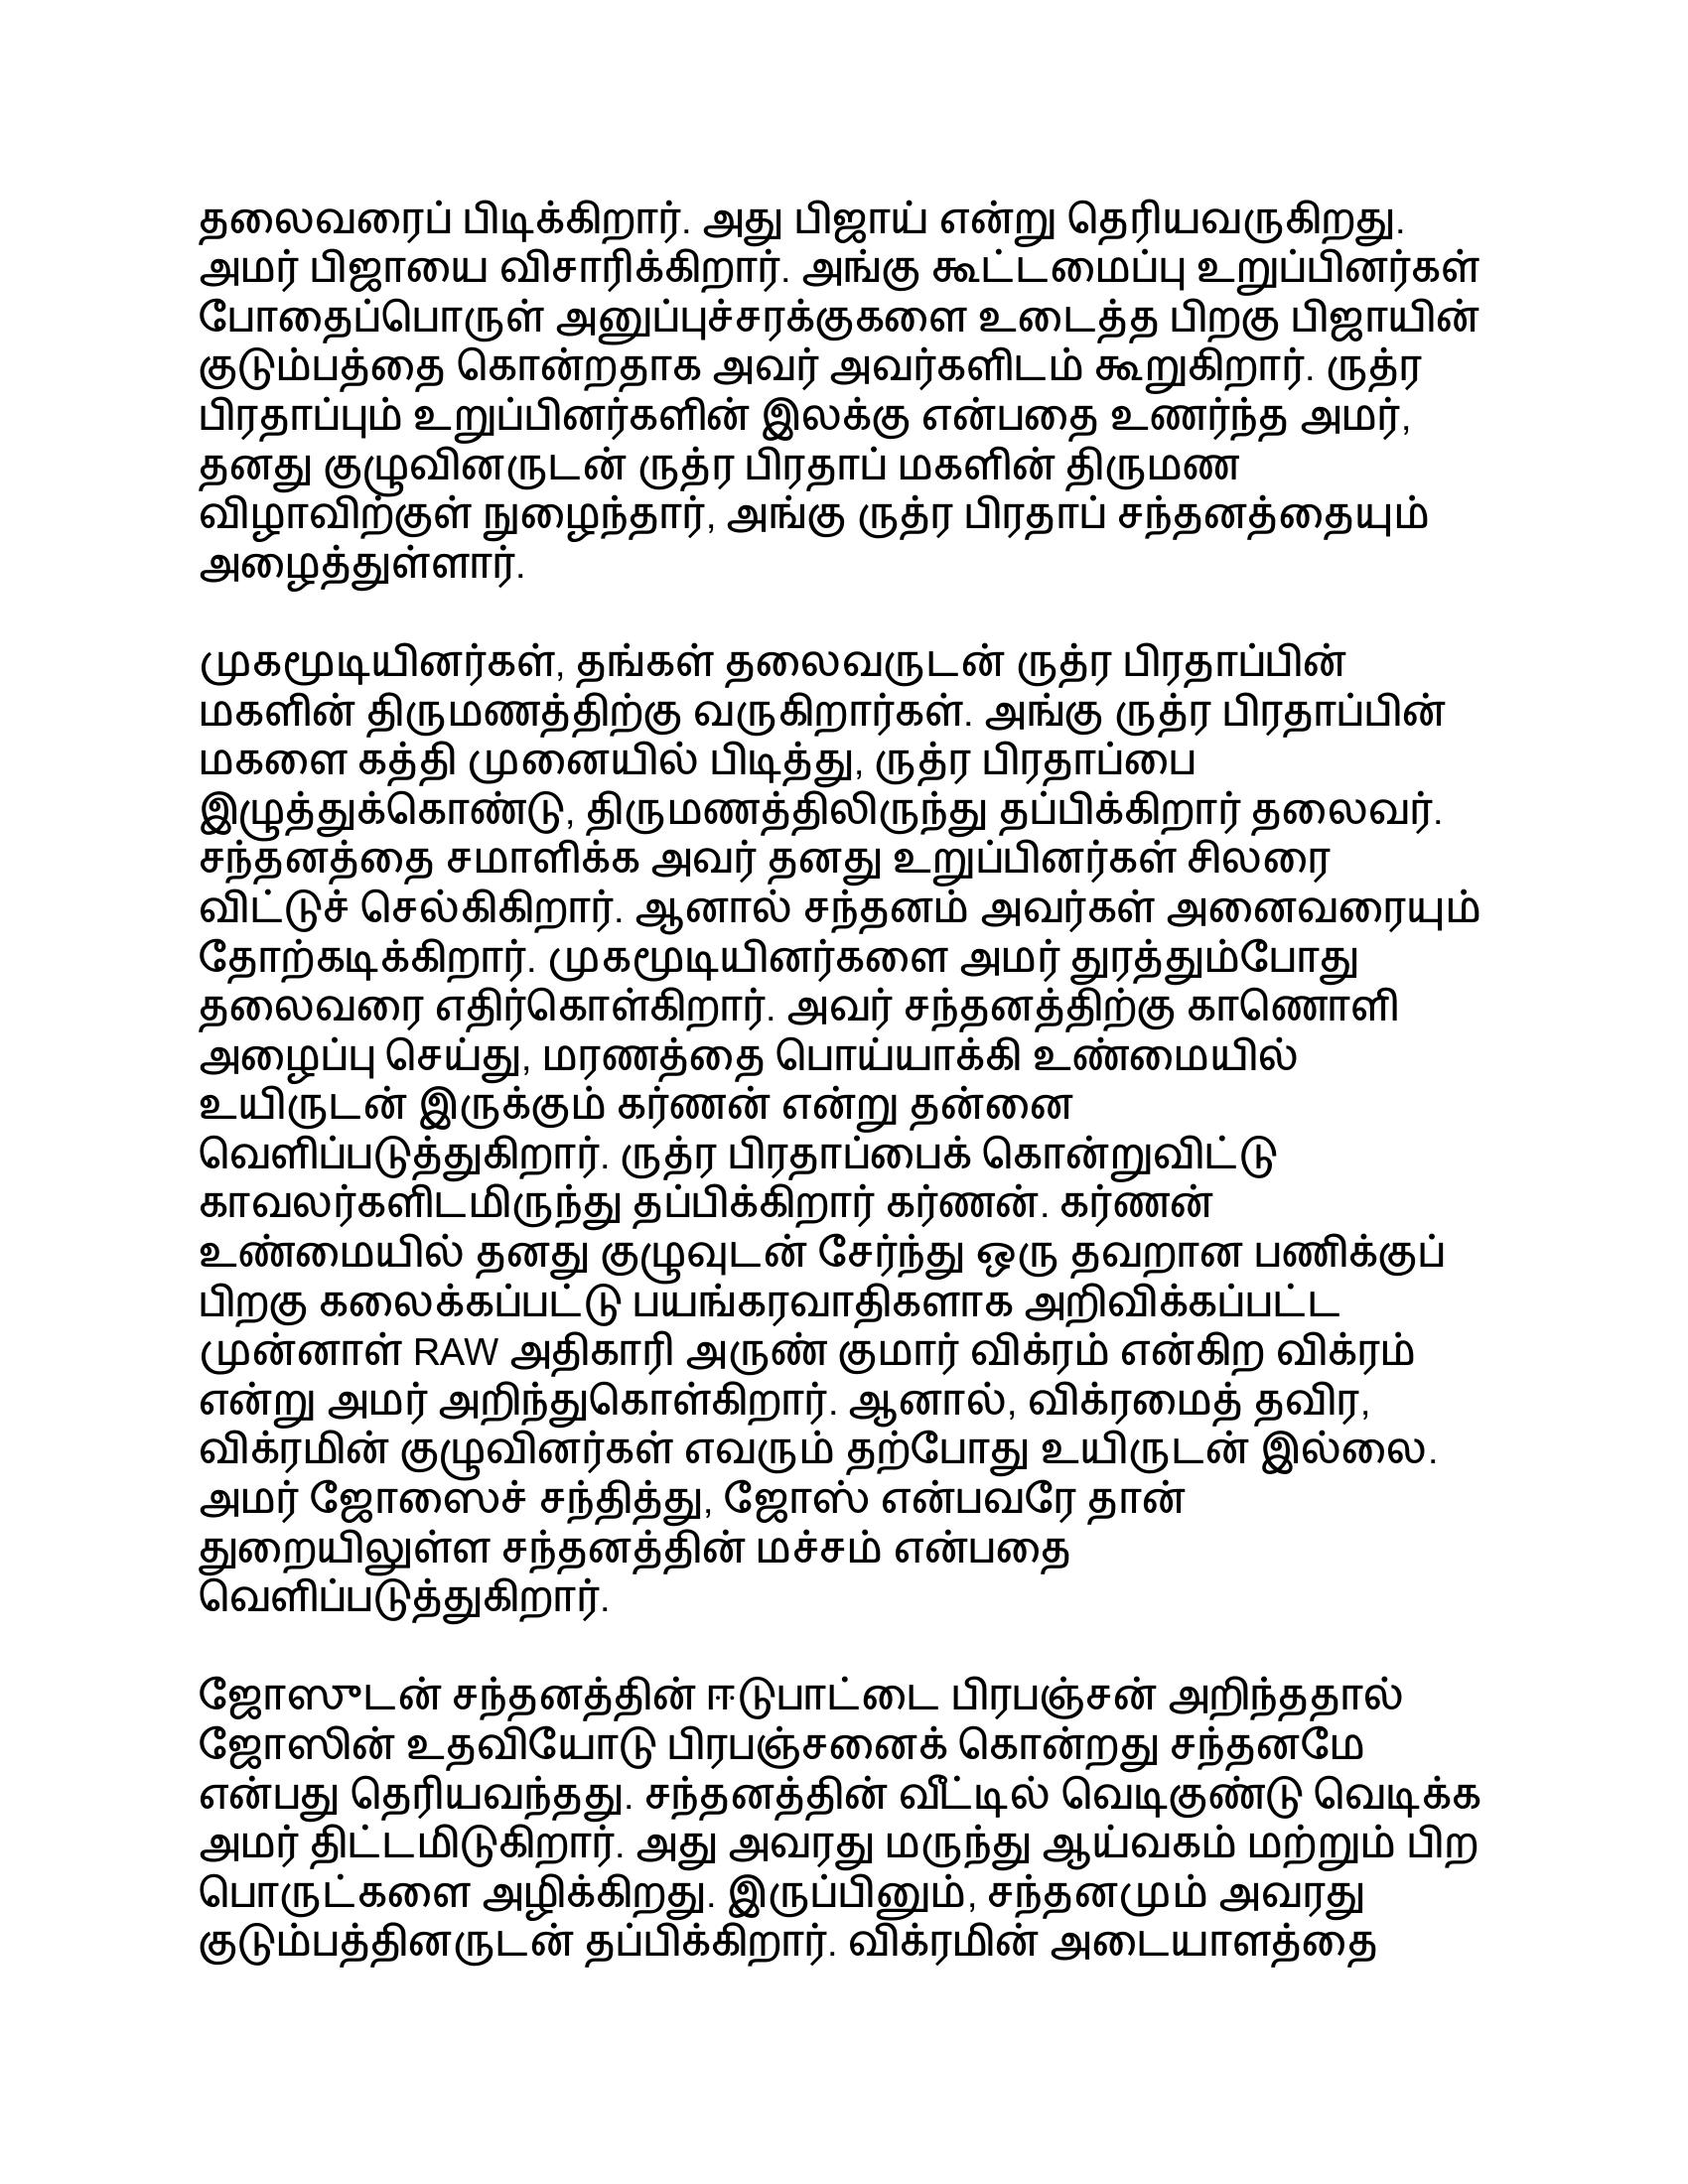 தலைவரைப் பிடிக்கிறார். அது பிஜாய் என்று தெரியவருகிறது.
அமர் பிஜாயை விசாரிக்கிறார். அங்கு கூட்டமைப்பு உறுப்பினர்கள்
போதைப்பொருள் அனுப்புச்சரக்குகளை உடைத்த பிறகு பிஜாயின்
குடும்பத்தை கொன்றதாக அவர் அவர்களிடம் கூறுகிறார். ருத்ர
பிரதாப்பும் உறுப்பினர்களின் இலக்கு என்பதை உணர்ந்த அமர்,
தனது குழுவினருடன் ருத்ர பிரதாப் மகளின் திருமண
விழாவிற்குள் நுழைந்தார், அங்கு ருத்ர பிரதாப் சந்தனத்தையும்
அழைத்துள்ளார்.

முகமூடியினர்கள், தங்கள் தலைவருடன் ருத்ர பிரதாப்பின்
மகளின் திருமணத்திற்கு வருகிறார்கள். அங்கு ருத்ர பிரதாப்பின்
மகளை கத்தி முனையில் பிடித்து, ருத்ர பிரதாப்பை
இழுத்துக்கொண்டு, திருமணத்திலிருந்து தப்பிக்கிறார் தலைவர்.
சந்தனத்தை சமாளிக்க அவர் தனது உறுப்பினர்கள் சிலரை
விட்டுச் செல்கிகிறார். ஆனால் சந்தனம் அவர்கள் அனைவரையும்
தோற்கடிக்கிறார். முகமூடியினர்களை அமர் துரத்தும்போது
தலைவரை எதிர்கொள்கிறார். அவர் சந்தனத்திற்கு காணொளி
அழைப்பு செய்து, மரணத்தை பொய்யாக்கி உண்மையில்
உயிருடன் இருக்கும் கர்ணன் என்று தன்னை
வெளிப்படுத்துகிறார். ருத்ர பிரதாப்பைக் கொன்றுவிட்டு
காவலர்களிடமிருந்து தப்பிக்கிறார் கர்ணன். கர்ணன்
உண்மையில் தனது குழுவுடன் சேர்ந்து ஒரு தவறான பணிக்குப்
பிறகு கலைக்கப்பட்டு பயங்கரவாதிகளாக அறிவிக்கப்பட்ட
முன்னாள் RAW அதிகாரி அருண் குமார் விக்ரம் என்கிற விக்ரம்
என்று அமர் அறிந்துகொள்கிறார். ஆனால், விக்ரமைத் தவிர,
விக்ரமின் குழுவினர்கள் எவரும் தற்போது உயிருடன் இல்லை.
அமர் ஜோஸைச் சந்தித்து, ஜோஸ் என்பவரே தான்
துறையிலுள்ள சந்தனத்தின் மச்சம் என்பதை
வெளிப்படுத்துகிறார்.

ஜோஸுடன் சந்தனத்தின் ஈடுபாட்டை பிரபஞ்சன் அறிந்ததால்
ஜோஸின் உதவியோடு பிரபஞ்சனைக் கொன்றது சந்தனமே
என்பது தெரியவந்தது. சந்தனத்தின் வீட்டில் வெடிகுண்டு வெடிக்க
அமர் திட்டமிடுகிறார். அது அவரது மருந்து ஆய்வகம் மற்றும் பிற
பொருட்களை அழிக்கிறது. இருப்பினும், சந்தனமும் அவரது
குடும்பத்தினருடன் தப்பிக்கிறார். விக்ரமின் அடையாளத்தை